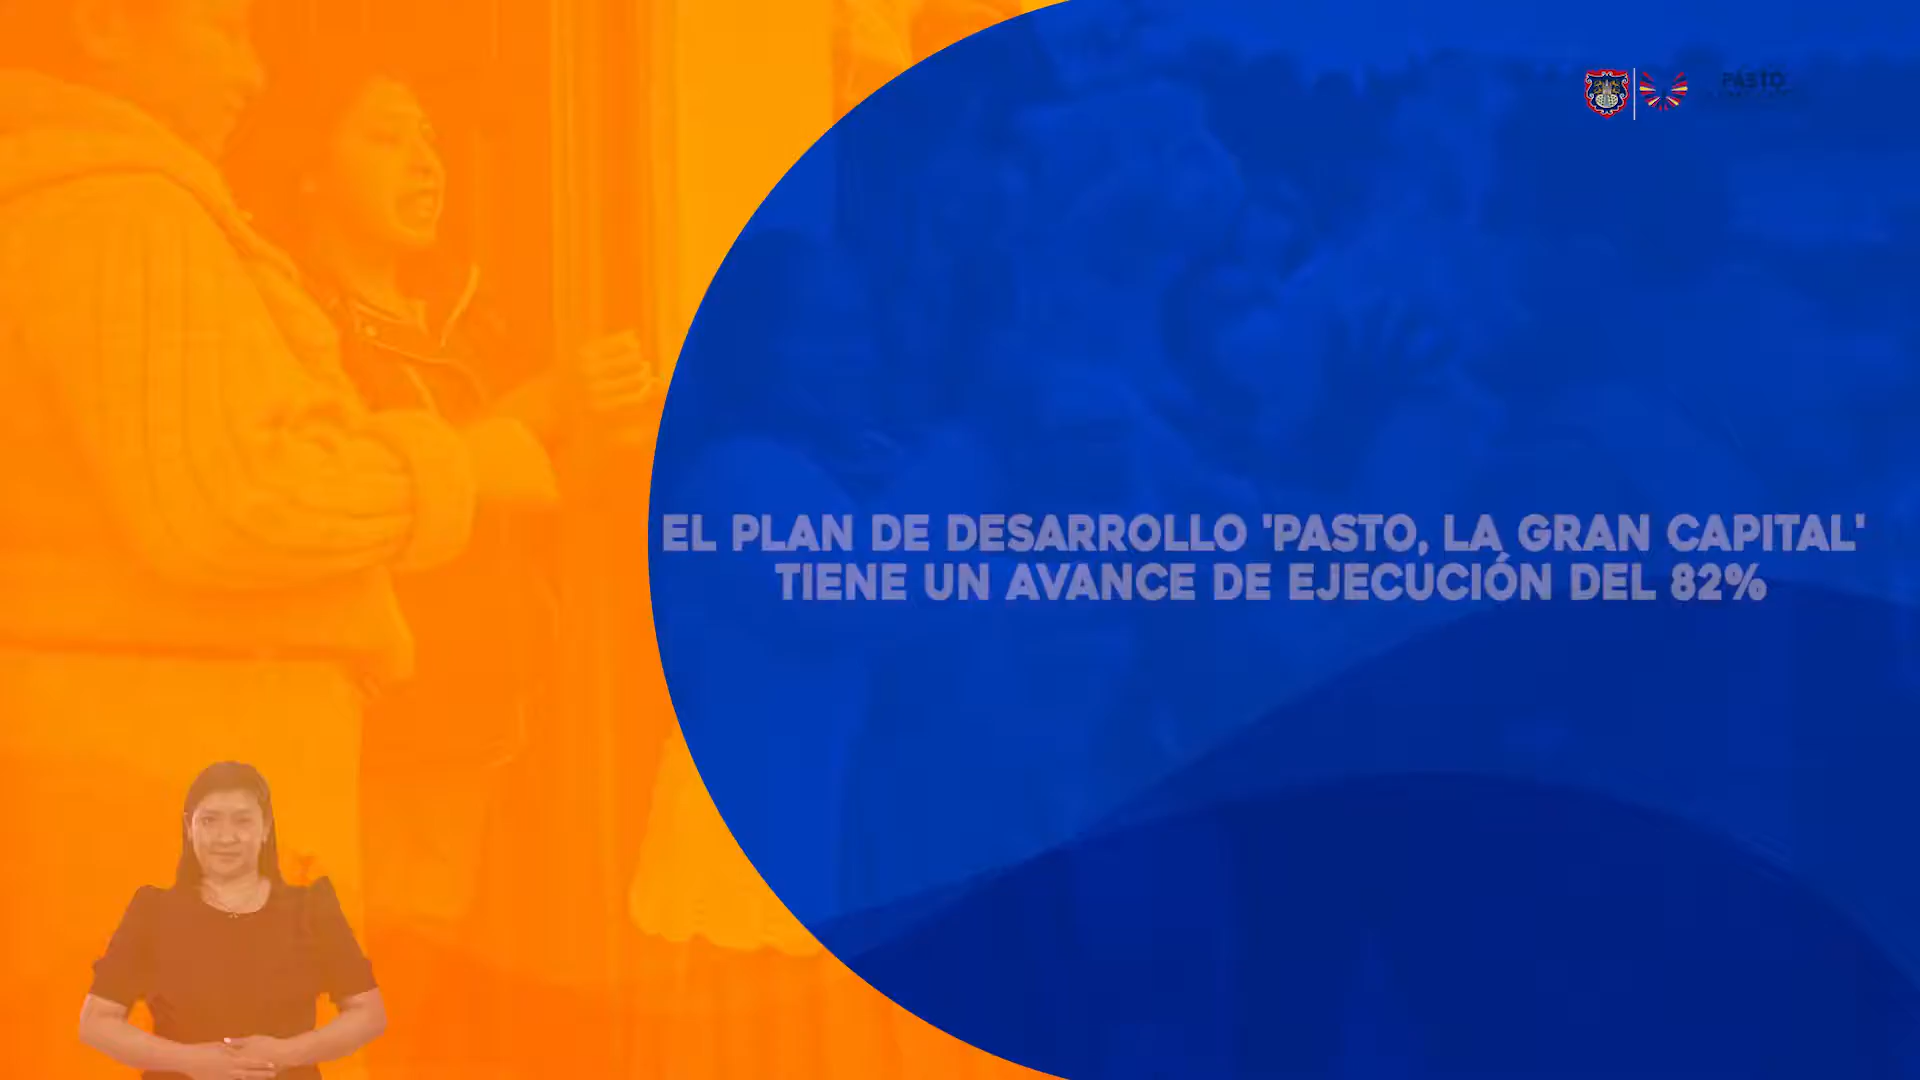 PASTO
EL PLAN DE DESARROLLO 'PASTO, LA GRAN CAPITAL'
TIENE UN AVANCE DE EJECUCIÓN DEL 82%